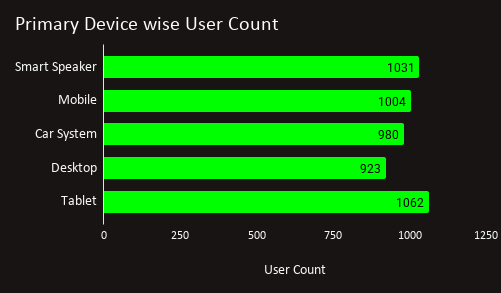 Primary Device wise User Count
Smart Speaker 1031
Mobile 1004
Car System 980
Desktop 923
Tablet 1062
0 250 500 750 1000 1250
User Count